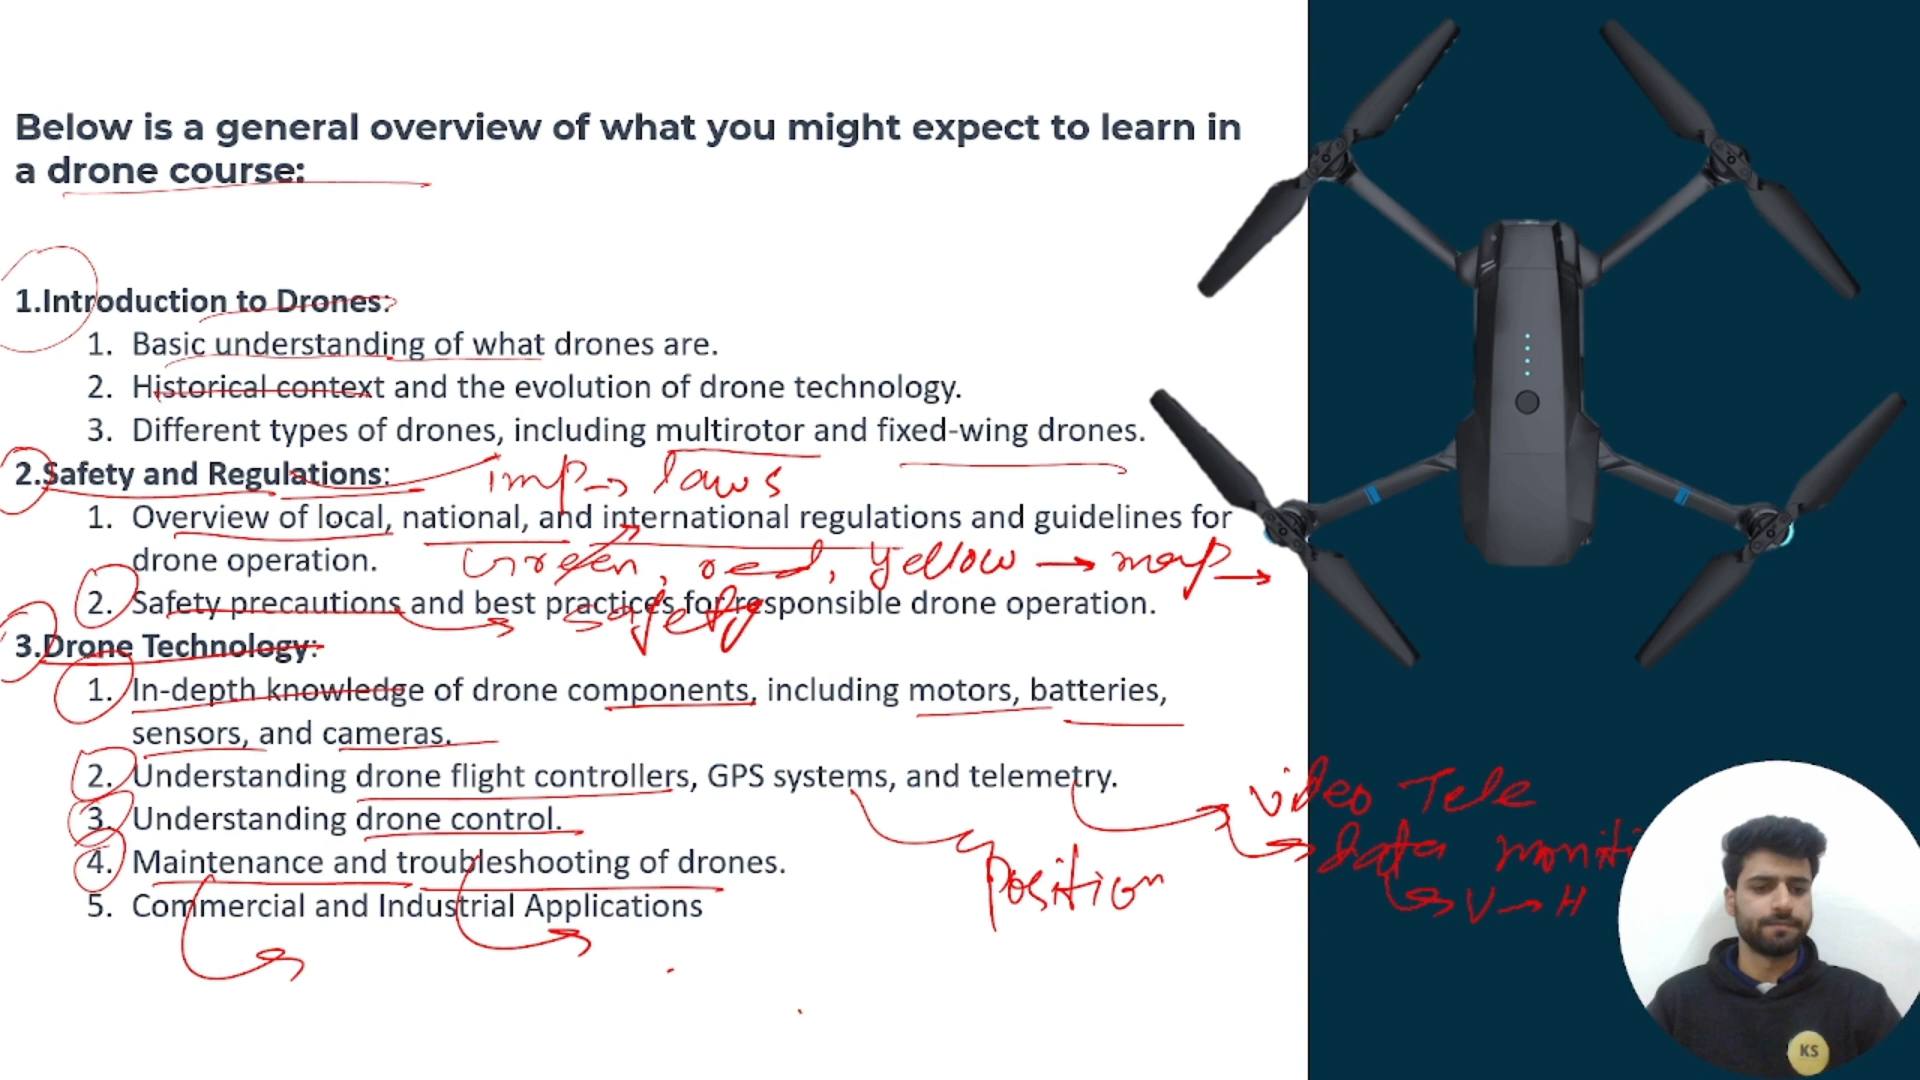 Below is a general overview of what you might expect to learn in
a drone course:
1.Introduction to Drones:
1. Basic understanding of what drones are.
2. Historical context and the evolution of drone technology.
3. Different types of drones, including multirotor and fixed-wing drones.
2.Safety and Regulations:
imp → laws
1. Overview of local, national, and international regulations and guidelines for
drone operation.
Green, red, yellow → map →
2. Safety precautions and best practices for responsible drone operation.
safety
3.Drone Technology:
1. In-depth knowledge of drone components, including motors, batteries,
sensors, and cameras.
2. Understanding drone flight controllers, GPS systems, and telemetry.
video Tele
3. Understanding drone control.
data
4. Maintenance and troubleshooting of drones.
Position
V → H
5. Commercial and Industrial Applications
KS